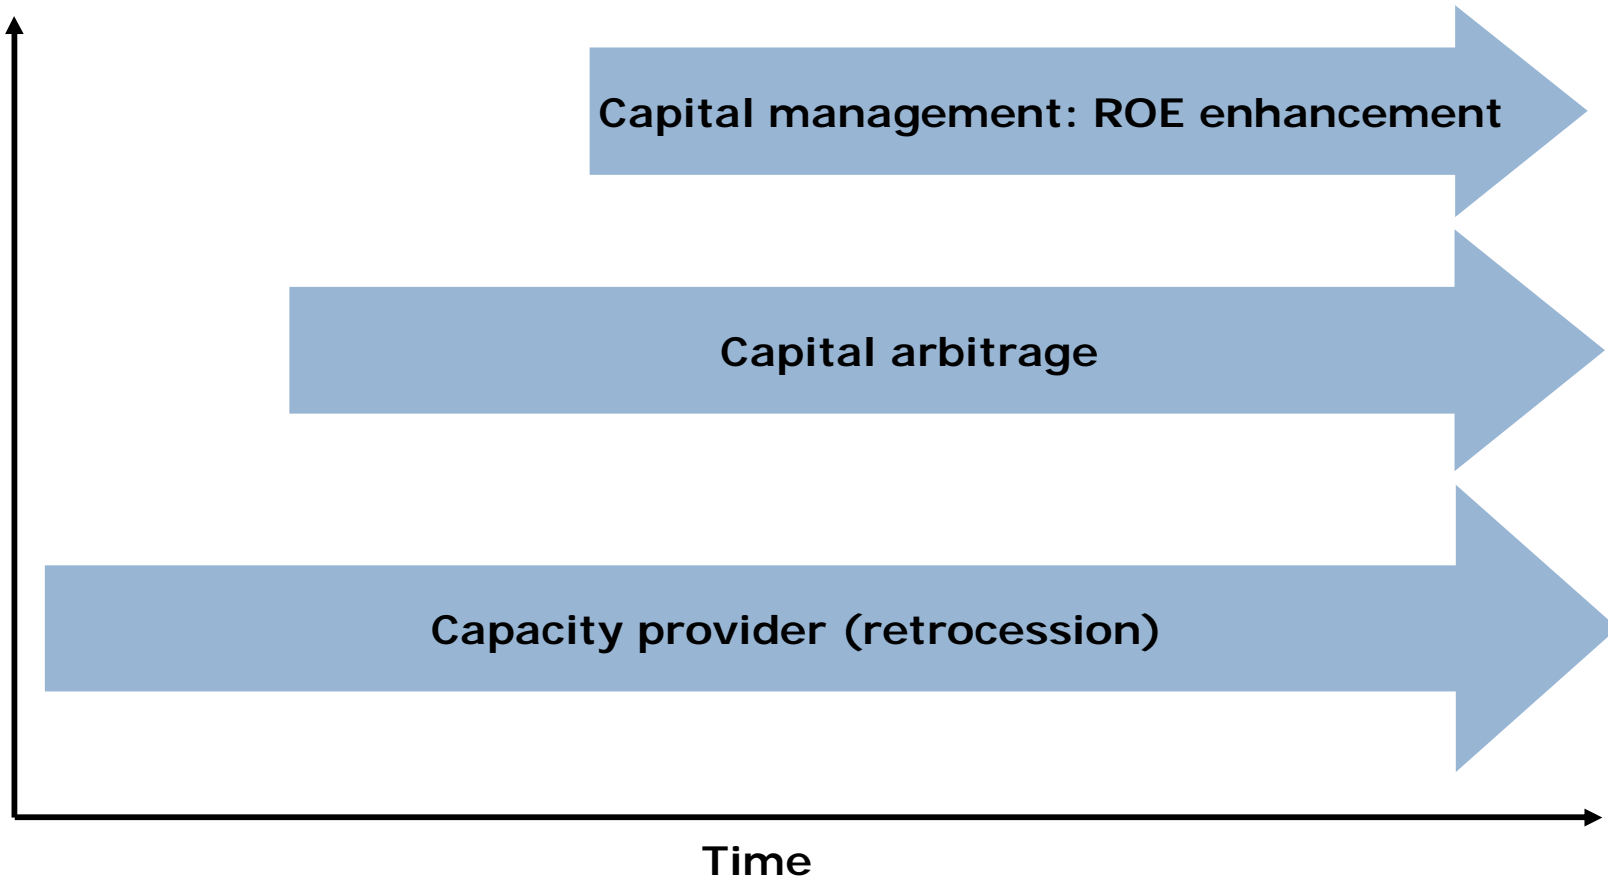 Capital management: ROE enhancement
Capital arbitrage
Capacity provider (retrocession)
Time